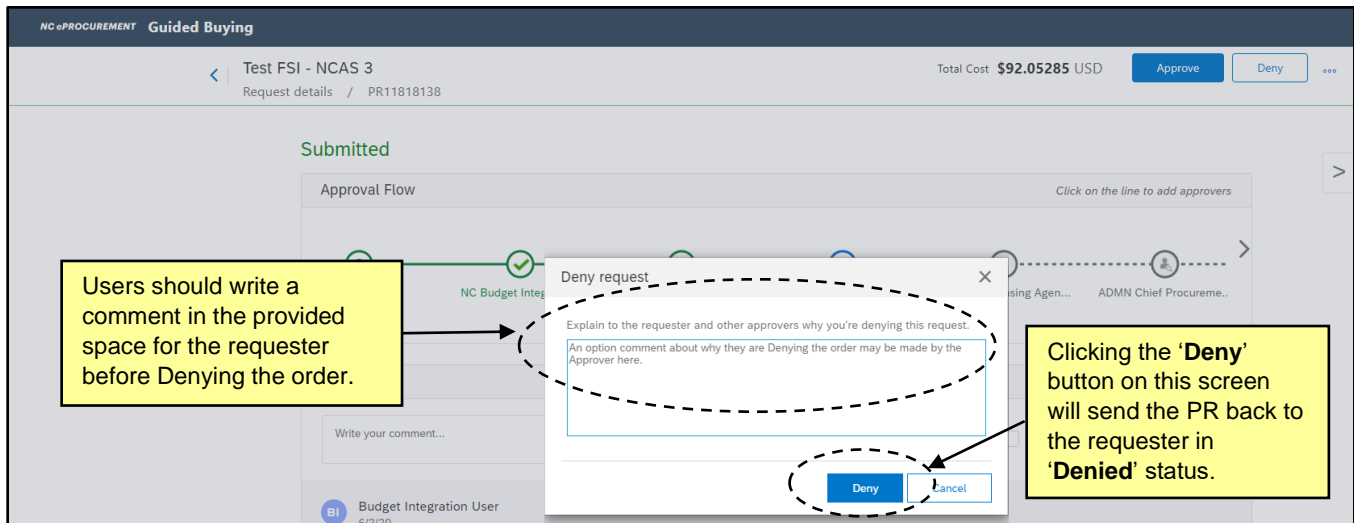 NC ePROCUREMENT Guided Buying
Test FSI - NCAS 3
Request details / PR11818138
Total Cost $92.05285 USD
Approve
Deny
Submitted
Approval Flow
Click on the line to add approvers
NC Budget Integ
sing Agen...
ADMN Chief Procureme..
Users should write a
comment in the provided
space for the requester
before Denying the order.
Deny request
Explain to the requester and other approvers why you're denying this request.
An option comment about why they are Denying the order may be made by the
Approver here.
Deny
Cancel
Clicking the ‘Deny’
button on this screen
will send the PR back to
the requester in
‘Denied’ status.
Write your comment...
BI
Budget Integration User